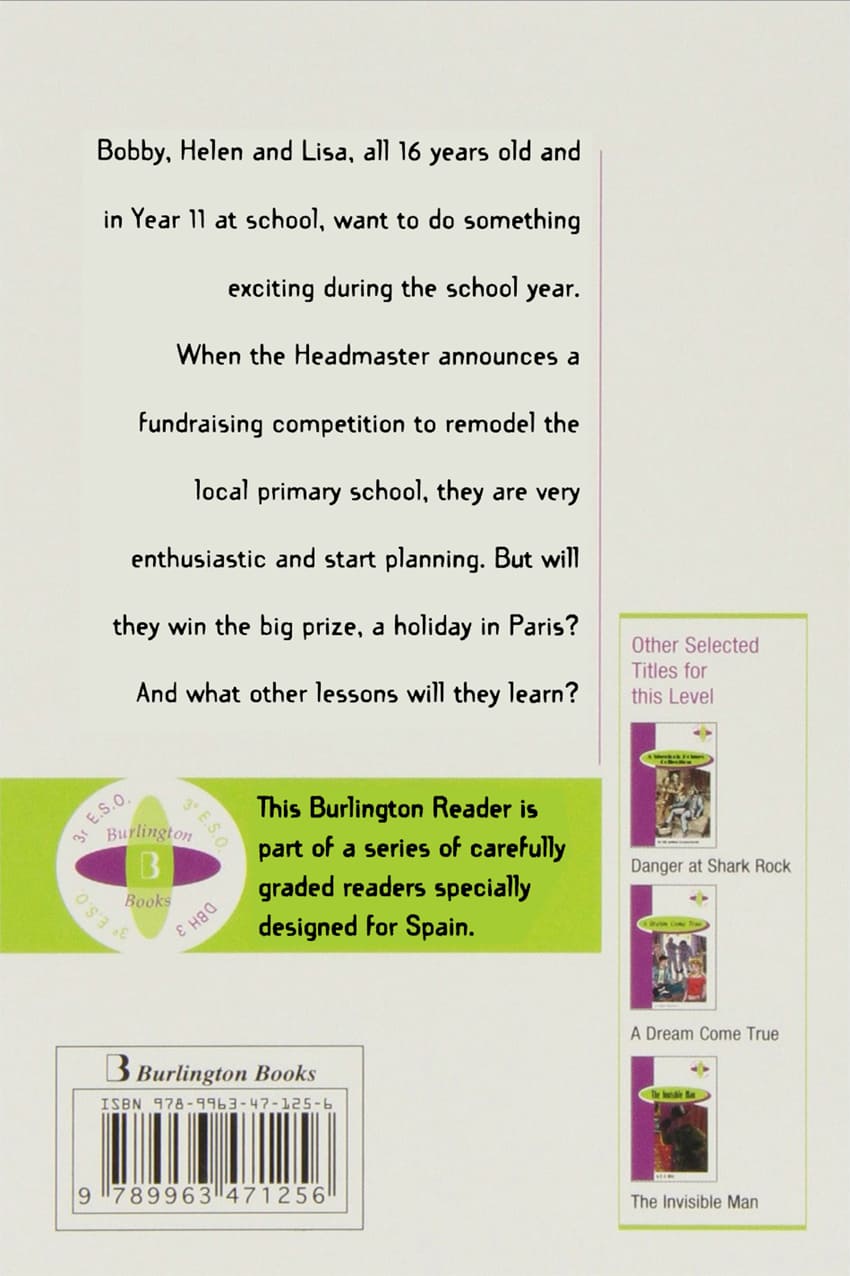 Bobby, Helen and Lisa, all 16 years old and
in Year 11 at school, want to do something
exciting during the school year.
When the Headmaster announces a
fundraising competition to remodel the
local primary school, they are very
enthusiastic and start planning. But will
they win the big prize, a holiday in Paris?
And what other lessons will they learn?
3r E.S.O.
3º E.S.O.
Burlington
B
Books
3º E.S.O.
3º E.S.O.
DBH 3
This Burlington Reader is
part of a series of carefully
graded readers specially
designed for Spain.
B Burlington Books
ISBN 978-9963-47-125-6
9 789963 471256
Other Selected
Titles for
this Level
Danger at Shark Rock
A Dream Come True
A Dream Come True
The Invisible Man
The Invisible Man